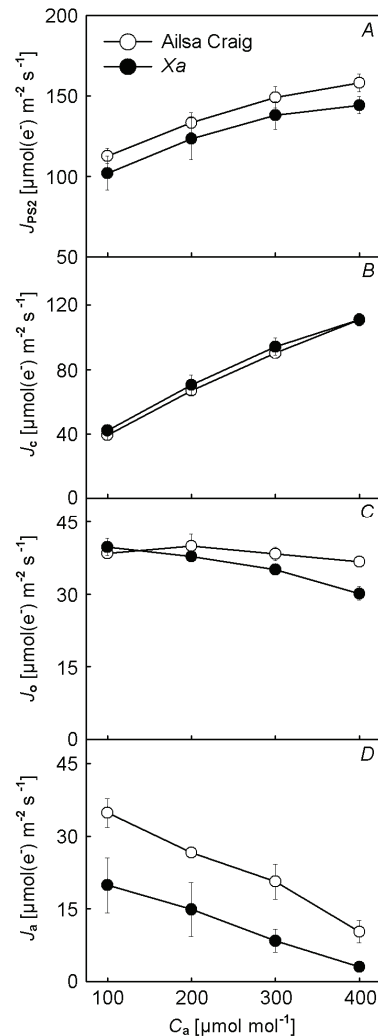 Ailsa Craig
Xa
A
200
150
100
50
J_PS2 [µmol(e⁻) m⁻² s⁻¹]
B
120
80
40
0
J_c [µmol(e⁻) m⁻² s⁻¹]
C
45
30
15
0
J_o [µmol(e⁻) m⁻² s⁻¹]
D
45
30
15
0
J_a [µmol(e⁻) m⁻² s⁻¹]
100 200 300 400
C_a [µmol mol⁻¹]